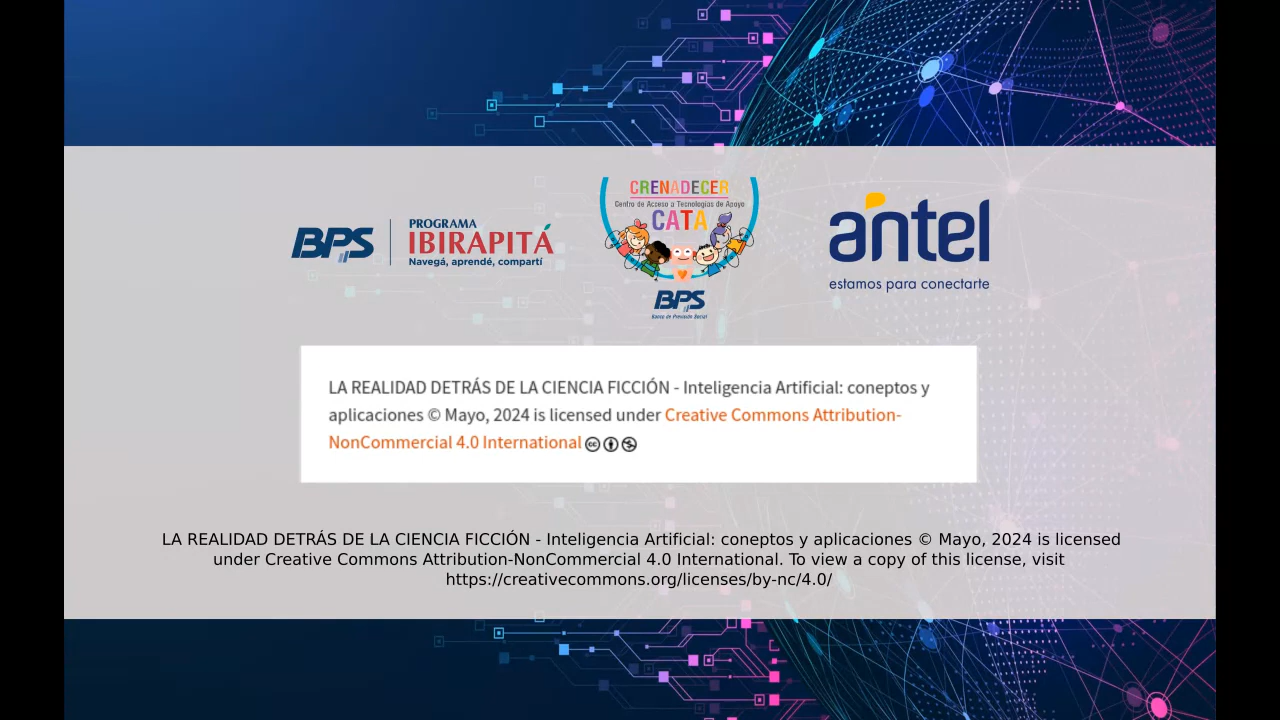 BPS
PROGRAMA
IBIRAPITÁ
Navegá, aprendé, compartí
CRENADECER
Centro de Acceso a Tecnologías de Apoyo
CATA
BPS
Banco de Previsión Social
antel
estamos para conectarte
LA REALIDAD DETRÁS DE LA CIENCIA FICCIÓN - Inteligencia Artificial: coneptos y
aplicaciones © Mayo, 2024 is licensed under Creative Commons Attribution-
NonCommercial 4.0 International
LA REALIDAD DETRÁS DE LA CIENCIA FICCIÓN - Inteligencia Artificial: coneptos y aplicaciones © Mayo, 2024 is licensed
under Creative Commons Attribution-NonCommercial 4.0 International. To view a copy of this license, visit
https://creativecommons.org/licenses/by-nc/4.0/